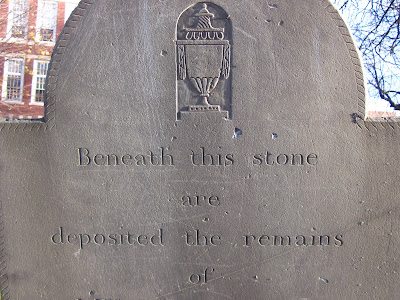 Beneath this stone
are
deposited the remains
of